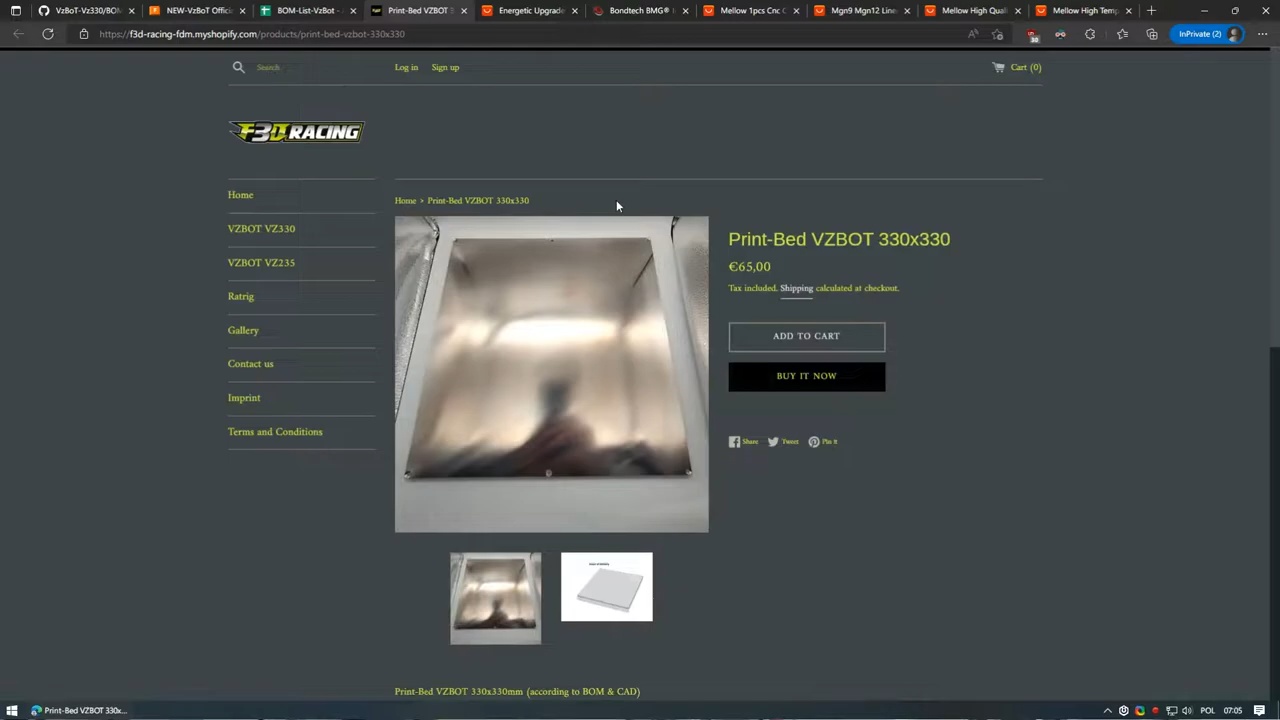 VzBoT-Vz330/BOM
NEW-VzBoT Offici
BOM-List-VzBot - A
Print-Bed VZBOT 3
Energetic Upgrade
Bondtech BMG® I
Mellow 1pc Cnc C
Mgn9 Mgn12 Line
Mellow High Quali
Mellow High Temp
https://f3d-racing-fdm.myshopify.com/products/print-bed-vzbot-330x330
30
InPrivate (2)
Search
Log in
Sign up
Cart (0)
F3D RACING
Home
VZBOT VZ330
VZBOT VZ235
Ratrig
Gallery
Contact us
Imprint
Terms and Conditions
Home > Print-Bed VZBOT 330x330
Print-Bed VZBOT 330x330
€65,00
Tax included. Shipping calculated at checkout.
ADD TO CART
BUY IT NOW
Share
Tweet
Pin it
Print-Bed VZBOT 330x330mm (according to BOM & CAD)
Print-Bed VZBOT 330x...
POL
07:05